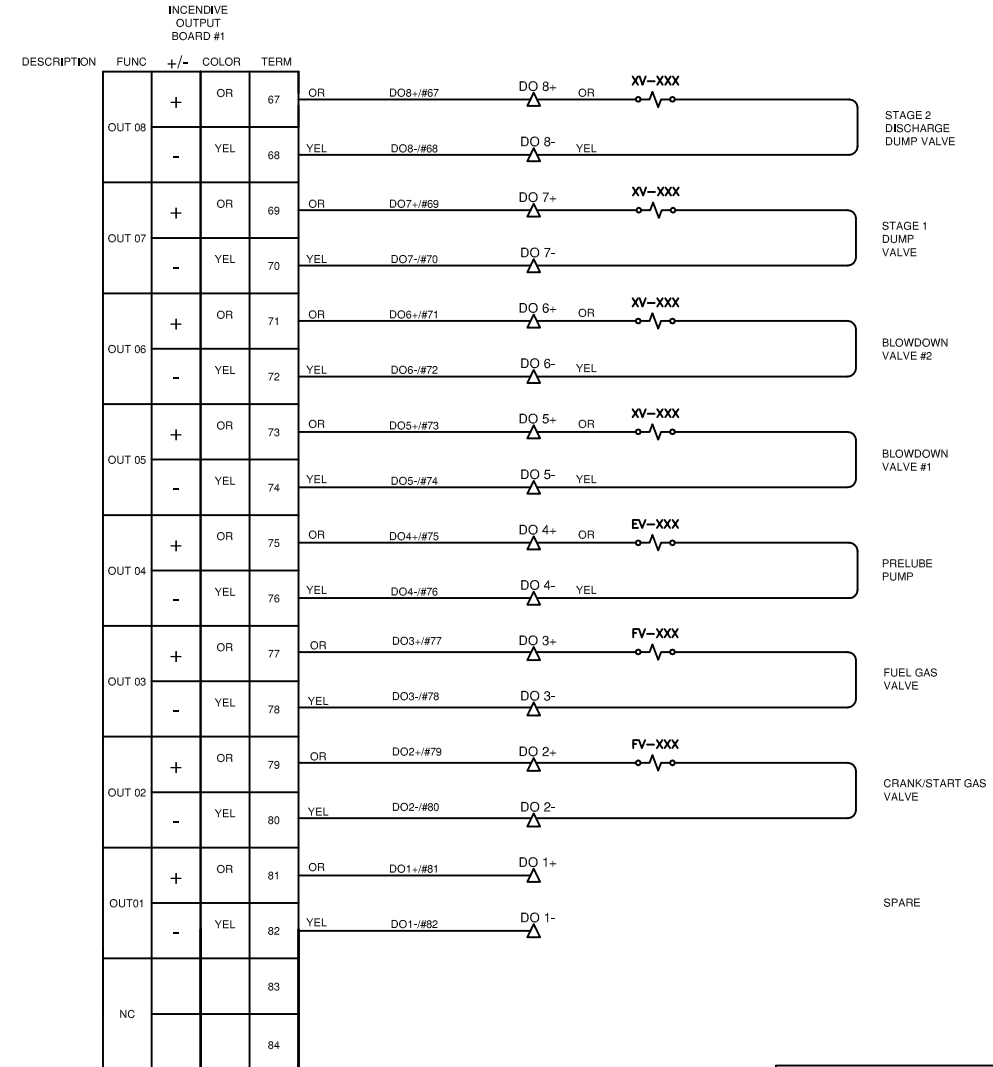 INCENDIVE
OUTPUT
BOARD #1
DESCRIPTION FUNC +/- COLOR TERM
OUT 08
+ OR 67 OR DO8+/#67 DO 8+ OR XV-XXX
- YEL 68 YEL DO8-/#68 DO 8- YEL
STAGE 2
DISCHARGE
DUMP VALVE
OUT 07
+ OR 69 OR DO7+/#69 DO 7+ XV-XXX
- YEL 70 YEL DO7-/#70 DO 7-
STAGE 1
DUMP
VALVE
OUT 06
+ OR 71 OR DO6+/#71 DO 6+ OR XV-XXX
- YEL 72 YEL DO6-/#72 DO 6- YEL
BLOWDOWN
VALVE #2
OUT 05
+ OR 73 OR DO5+/#73 DO 5+ OR XV-XXX
- YEL 74 YEL DO5-/#74 DO 5- YEL
BLOWDOWN
VALVE #1
OUT 04
+ OR 75 OR DO4+/#75 DO 4+ OR EV-XXX
- YEL 76 YEL DO4-/#76 DO 4- YEL
PRELUBE
PUMP
OUT 03
+ OR 77 OR DO3+/#77 DO 3+ FV-XXX
- YEL 78 YEL DO3-/#78 DO 3-
FUEL GAS
VALVE
OUT 02
+ OR 79 OR DO2+/#79 DO 2+ FV-XXX
- YEL 80 YEL DO2-/#80 DO 2-
CRANK/START GAS
VALVE
OUT01
+ OR 81 OR DO1+/#81 DO 1+
- YEL 82 YEL DO1-/#82 DO 1-
SPARE
NC
83
84